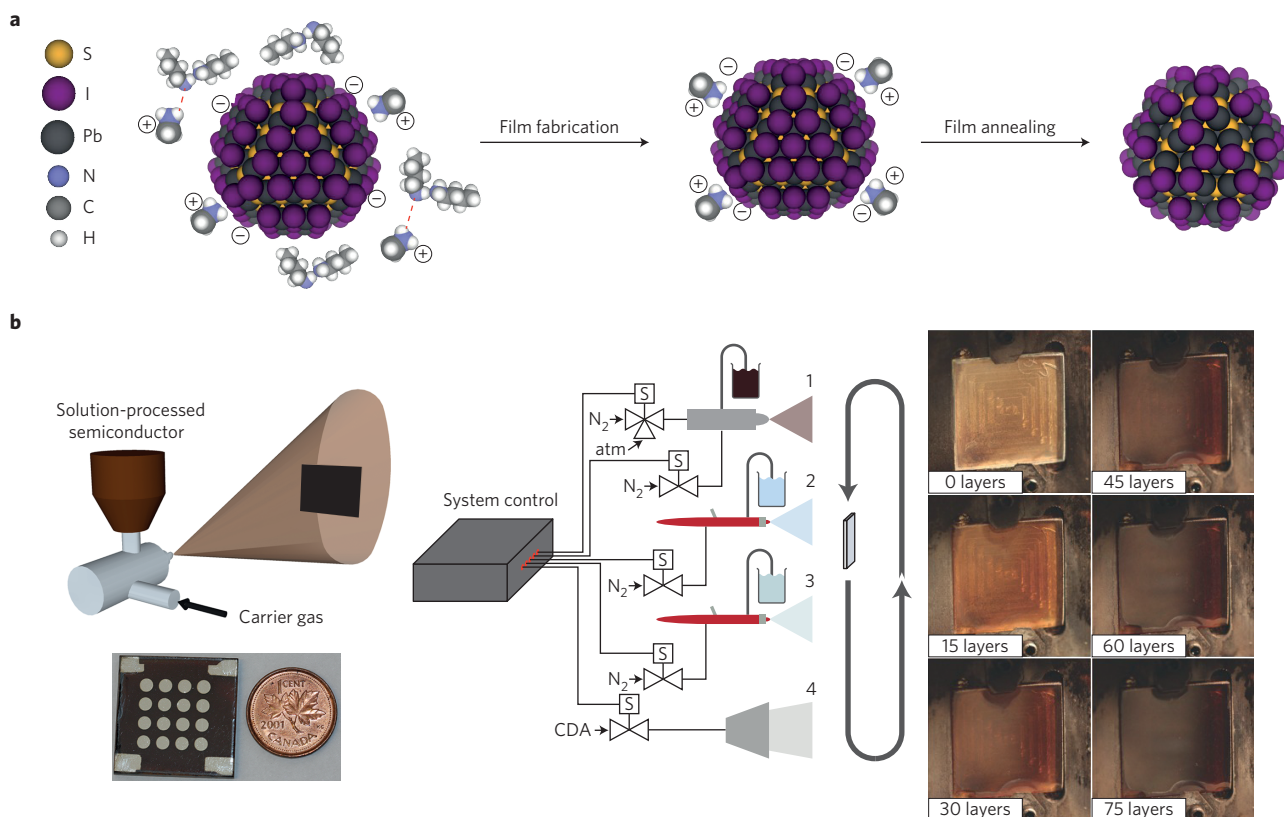 a
S
I
Pb
N
C
H
+
−
−
+
+
−
−
+
Film fabrication
−
−
+
+
+
+
−
−
Film annealing
b
Solution-processed
semiconductor
Carrier gas
1 CENT
2001
CANADA
System control
S
N2
atm
S
N2
S
N2
S
N2
S
CDA
1
2
3
4
0 layers
45 layers
15 layers
60 layers
30 layers
75 layers